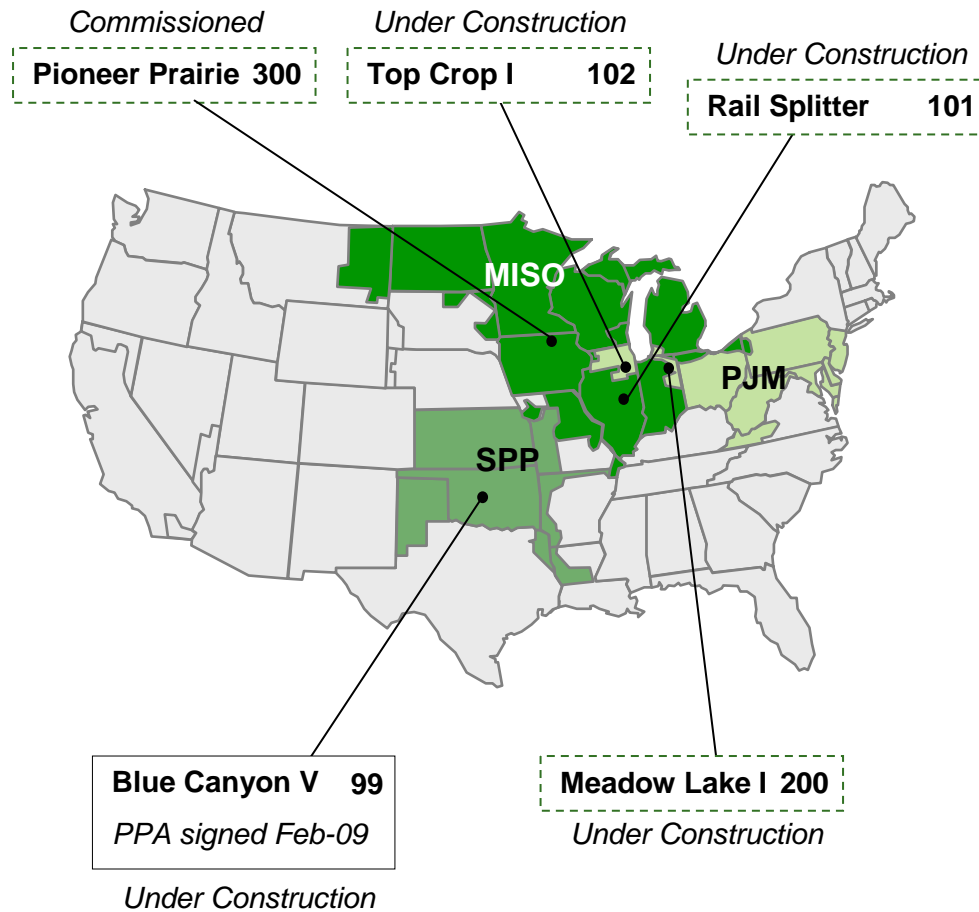 Commissioned
Pioneer Prairie 300
Under Construction
Top Crop I 102
Under Construction
Rail Splitter 101
MISO
PJM
SPP
Blue Canyon V 99
PPA signed Feb-09
Under Construction
Meadow Lake I 200
Under Construction